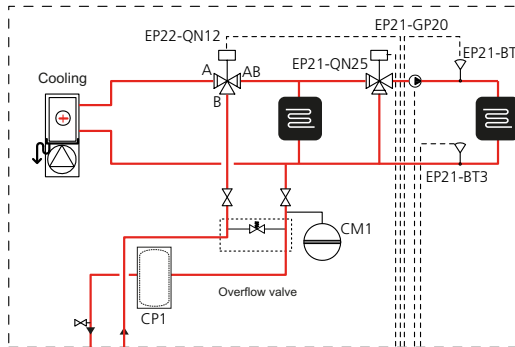 EP22-QN12
EP21-GP20
A
AB
EP21-QN25
EP21-BT
Cooling
B
EP21-BT3
CM1
Overflow valve
CP1